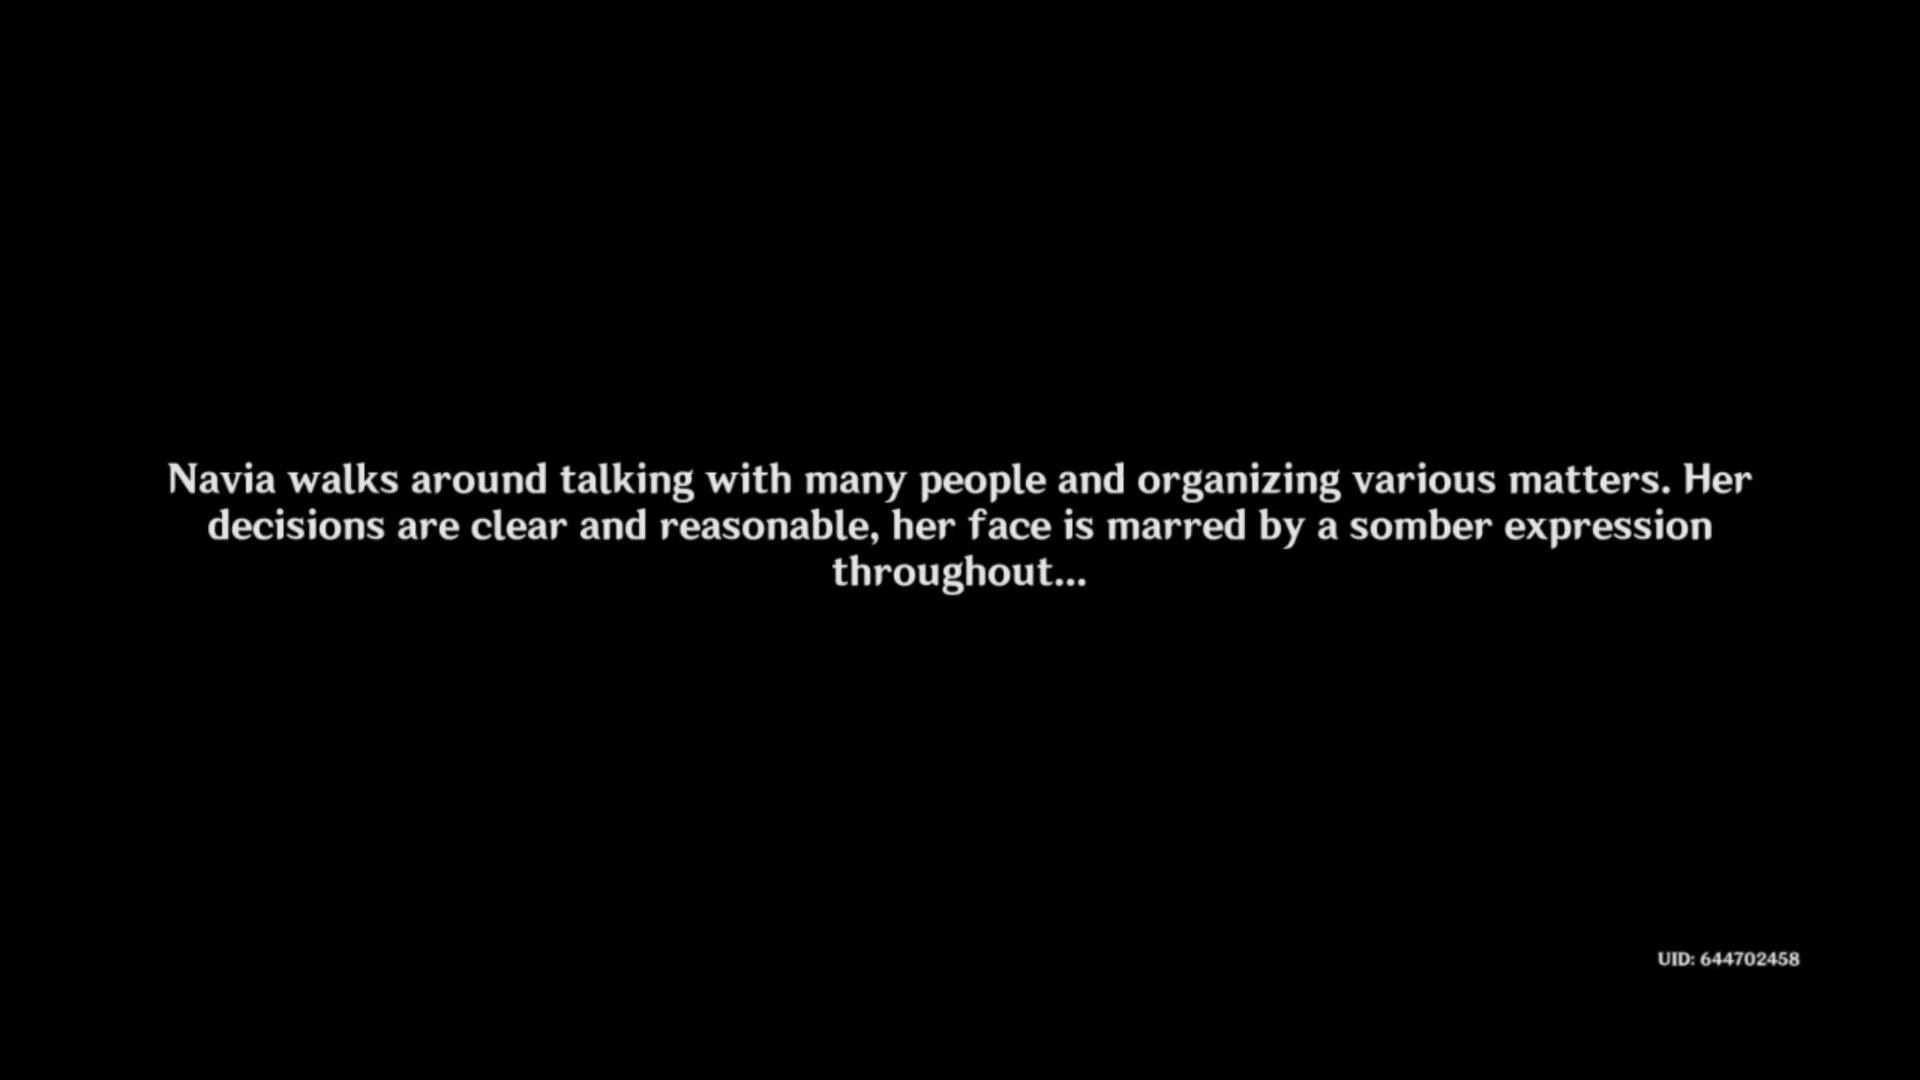 Navia walks around talking with many people and organizing various matters. Her
decisions are clear and reasonable, her face is marred by a somber expression
throughout...
UID: 644702458